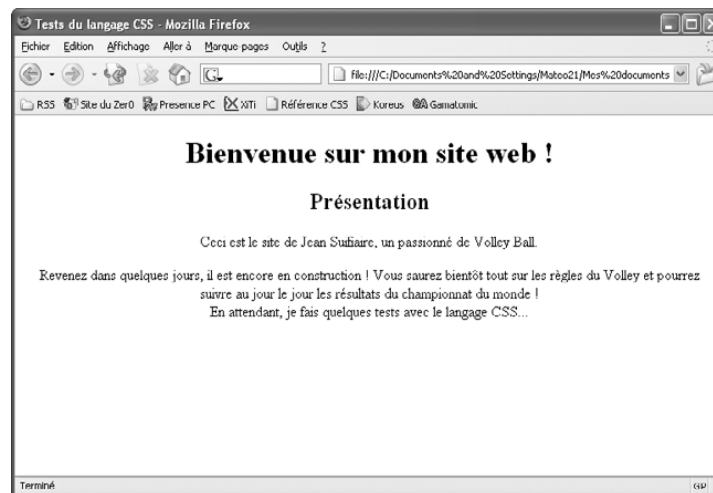 Tests du langage CSS - Mozilla Firefox
Fichier Edition Affichage Aller à Marque-pages Outils ?
G file:///C:/Documents%20and%20Settings/Mateo21/Mes%20documents
RSS Site du Zer0 Presence PC XiTi Référence CSS Koreus Gamatomic
Bienvenue sur mon site web !
Présentation
Ceci est le site de Jean Suifiaire, un passionné de Volley Ball.
Revenez dans quelques jours, il est encore en construction ! Vous saurez bientôt tout sur les règles du Volley et pourrez
suivre au jour le jour les résultats du championnat du monde !
En attendant, je fais quelques tests avec le langage CSS...
Terminé